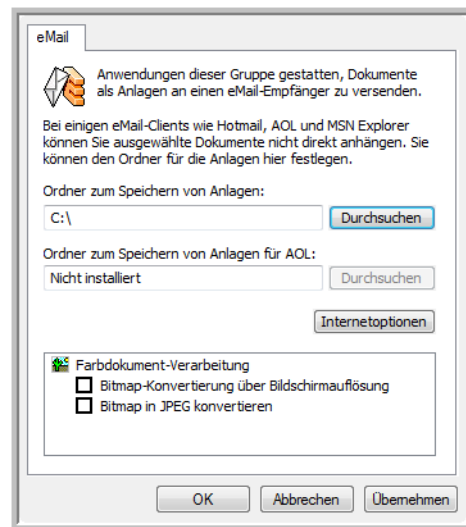 eMail
Anwendungen dieser Gruppe gestatten, Dokumente
als Anlagen an einen eMail-Empfänger zu versenden.
Bei einigen eMail-Clients wie Hotmail, AOL und MSN Explorer
können Sie ausgewählte Dokumente nicht direkt anhängen. Sie
können den Ordner für die Anlagen hier festlegen.
Ordner zum Speichern von Anlagen:
C:\ Durchsuchen
Ordner zum Speichern von Anlagen für AOL:
Nicht installiert Durchsuchen
Internetoptionen
Farbdokument-Verarbeitung
Bitmap-Konvertierung über Bildschirmauflösung
Bitmap in JPEG konvertieren
OK Abbrechen Übernehmen